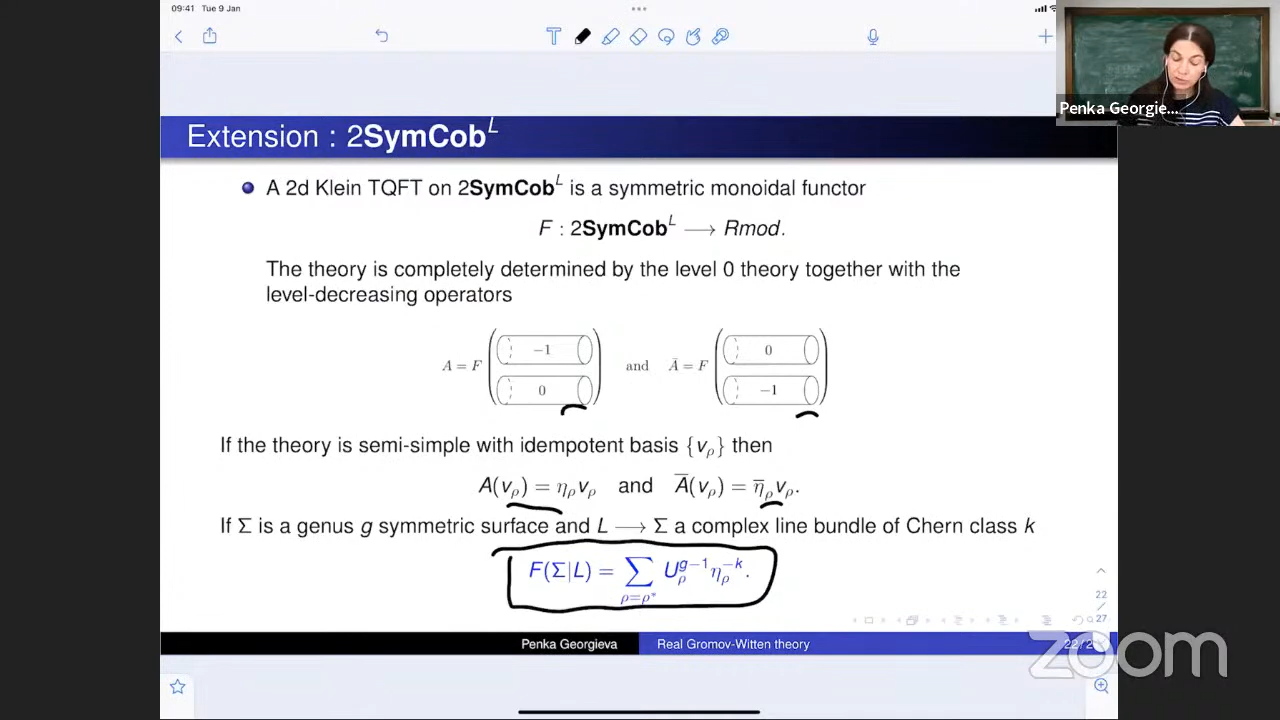 09:41 Tue 9 Jan
Penka Georgie...
Extension : 2SymCob^L
A 2d Klein TQFT on 2SymCob^L is a symmetric monoidal functor
F : 2SymCob^L ⟶ Rmod.
The theory is completely determined by the level 0 theory together with the
level-decreasing operators
−1 0
A = F and Ā = F
0 −1
If the theory is semi-simple with idempotent basis {v_ρ} then
A(v_ρ) = η_ρ v_ρ and A̅(v_ρ) = η̅_ρ v_ρ.
If Σ is a genus g symmetric surface and L ⟶ Σ a complex line bundle of Chern class k
F(Σ|L) = ∑_{ρ=ρ*} U_ρ^{g−1} η_ρ^{−k}.
22
/
27
Penka Georgieva Real Gromov-Witten theory 22/2
zoom